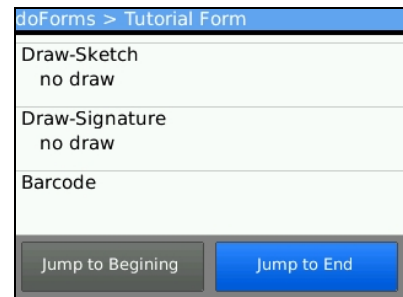 doForms > Tutorial Form
Draw-Sketch
no draw
Draw-Signature
no draw
Barcode
Jump to Begining
Jump to End